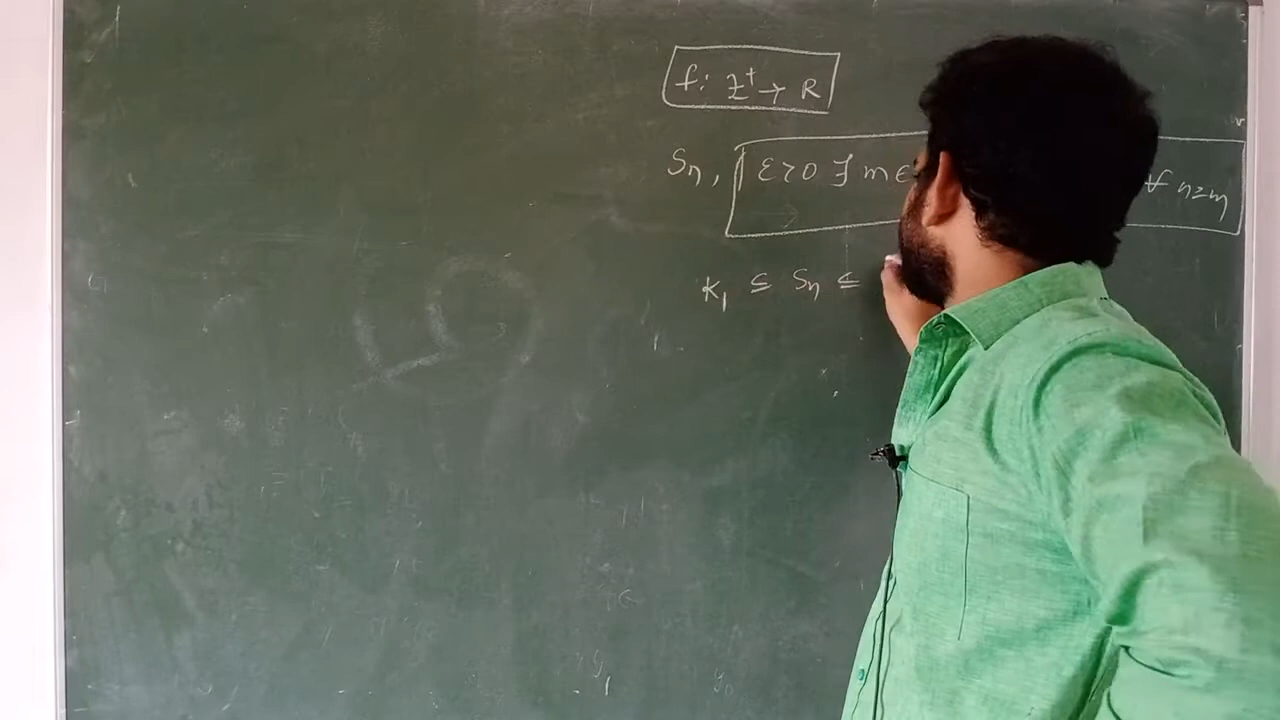 f: Z⁺ → R
Sₙ, ε>0 ∃ m ∈ ∀ n≥m
K₁ ≤ Sₙ ≤